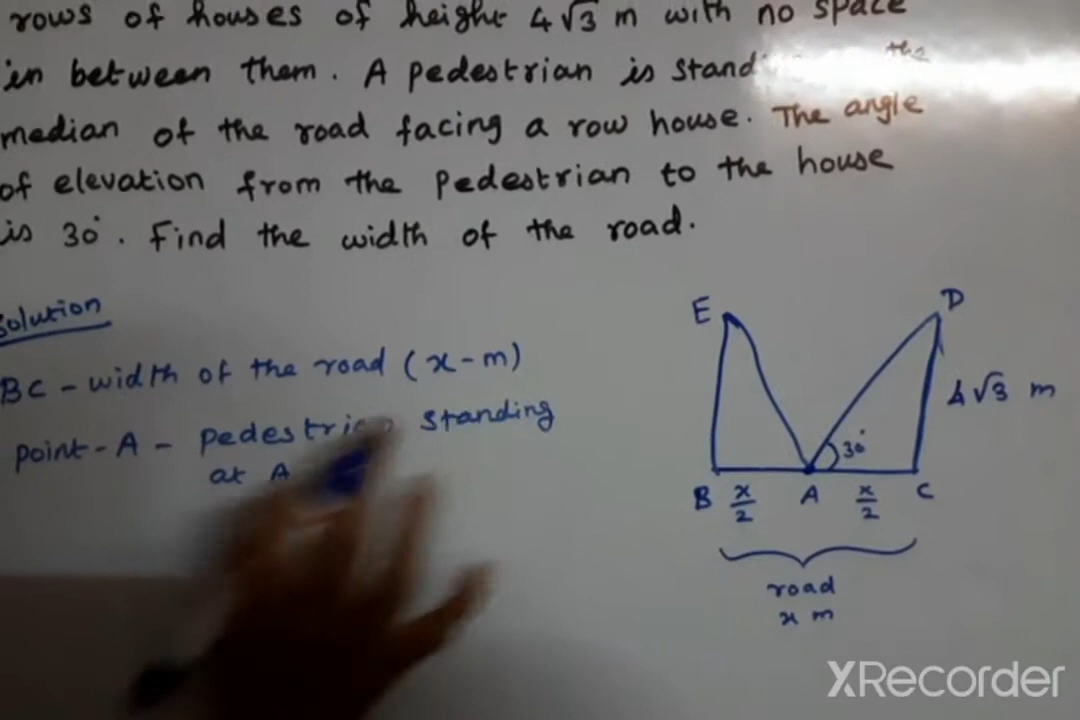 rows of houses of height 4√3 m with no space
in between them. A pedestrian is stand the
median of the road facing a row house. The angle
of elevation from the pedestrian to the house
is 30°. Find the width of the road.
Solution
BC - width of the road (x - m)
point - A - pedestrian standing
at A
E
D
4√3 m
30°
B x/2 A x/2 C
road
x m
XRecorder